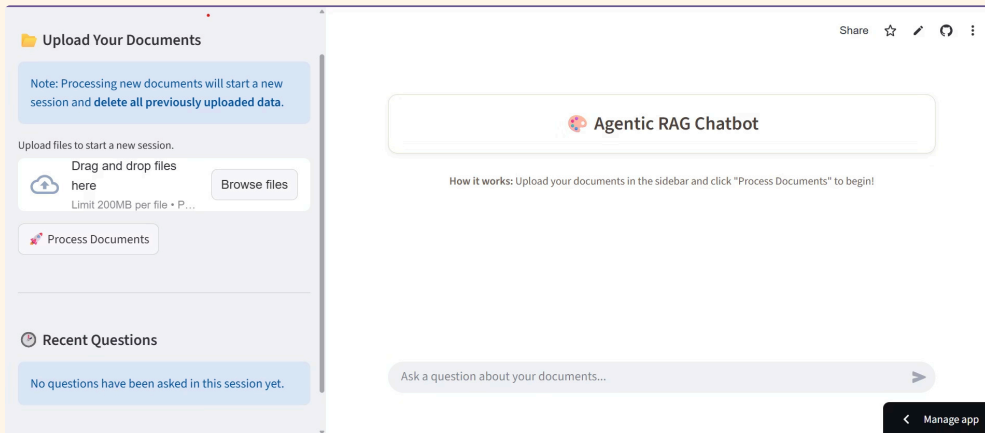 Upload Your Documents
Note: Processing new documents will start a new
session and delete all previously uploaded data.
Upload files to start a new session.
Drag and drop files
here
Limit 200MB per file • P...
Browse files
Process Documents
Recent Questions
No questions have been asked in this session yet.
Share
Agentic RAG Chatbot
How it works: Upload your documents in the sidebar and click "Process Documents" to begin!
Ask a question about your documents...
Manage app